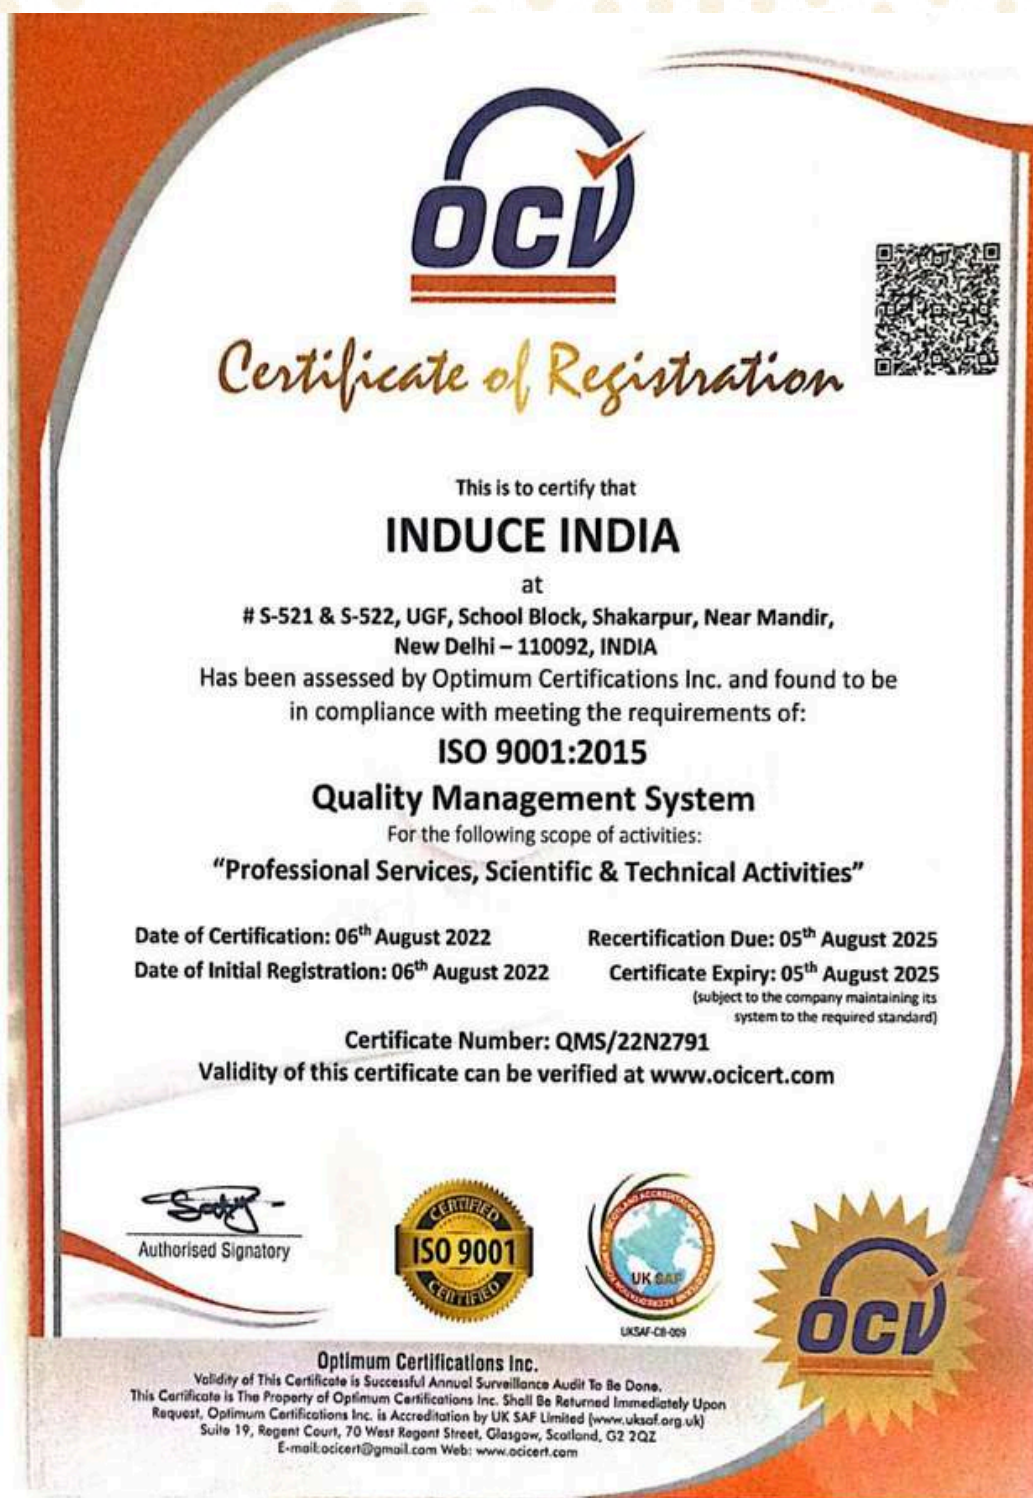 OCV
Certificate of Registration
This is to certify that
INDUCE INDIA
at
# S-521 & S-522, UGF, School Block, Shakarpur, Near Mandir,
New Delhi – 110092, INDIA
Has been assessed by Optimum Certifications Inc. and found to be
in compliance with meeting the requirements of:
ISO 9001:2015
Quality Management System
For the following scope of activities:
“Professional Services, Scientific & Technical Activities”
Date of Certification: 06th August 2022
Recertification Due: 05th August 2025
Date of Initial Registration: 06th August 2022
Certificate Expiry: 05th August 2025
(subject to the company maintaining its
system to the required standard)
Certificate Number: QMS/22N2791
Validity of this certificate can be verified at www.ocicert.com
Authorised Signatory
CERTIFIED
ISO 9001
CERTIFIED
UK SAF
UKSAF-CB-009
OCV
Optimum Certifications Inc.
Validity of This Certificate is Successful Annual Surveillance Audit To Be Done.
This Certificate is The Property of Optimum Certifications Inc. Shall Be Returned Immediately Upon
Request, Optimum Certifications Inc. is Accreditation by UK SAF Limited (www.uksaf.org.uk)
Suite 19, Regent Court, 70 West Regent Street, Glasgow, Scotland, G2 2QZ
E-mail:ocicert@gmail.com Web: www.ocicert.com